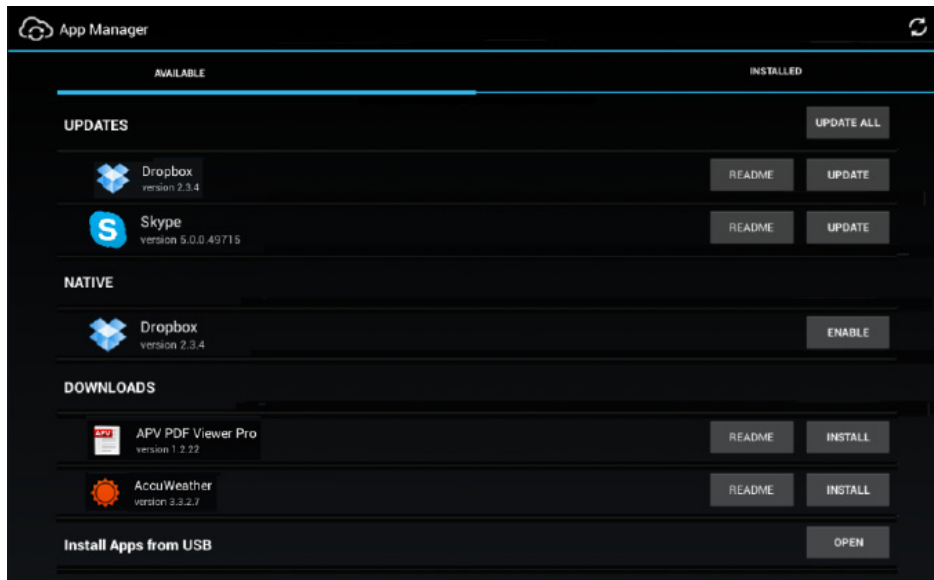 App Manager
AVAILABLE
INSTALLED
UPDATES
UPDATE ALL
Dropbox
version 2.3.4
README
UPDATE
Skype
version 5.0.0.49715
README
UPDATE
NATIVE
Dropbox
version 2.3.4
ENABLE
DOWNLOADS
APV
APV PDF Viewer Pro
version 1.2.22
README
INSTALL
AccuWeather
version 3.3.2.7
README
INSTALL
Install Apps from USB
OPEN